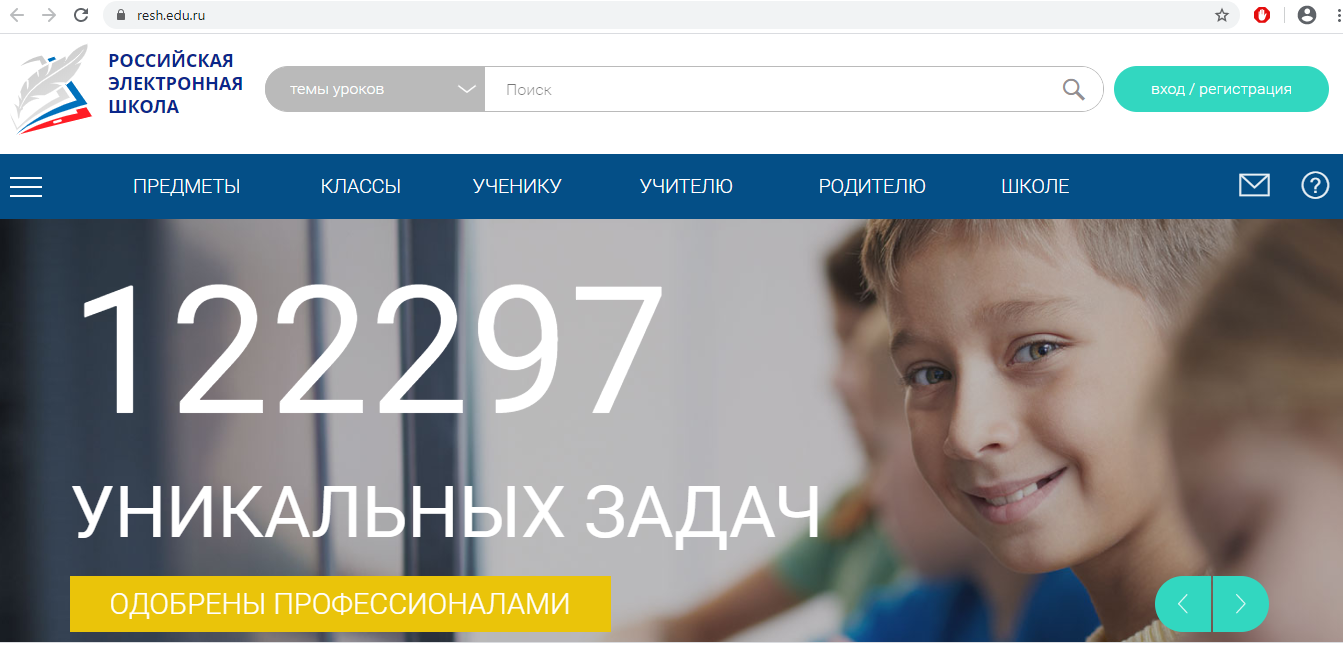 resh.edu.ru
РОССИЙСКАЯ
ЭЛЕКТРОННАЯ
ШКОЛА
темы уроков
Поиск
вход / регистрация
ПРЕДМЕТЫ КЛАССЫ УЧЕНИКУ УЧИТЕЛЮ РОДИТЕЛЮ ШКОЛЕ
122297
УНИКАЛЬНЫХ ЗАДАЧ
ОДОБРЕНЫ ПРОФЕССИОНАЛАМИ